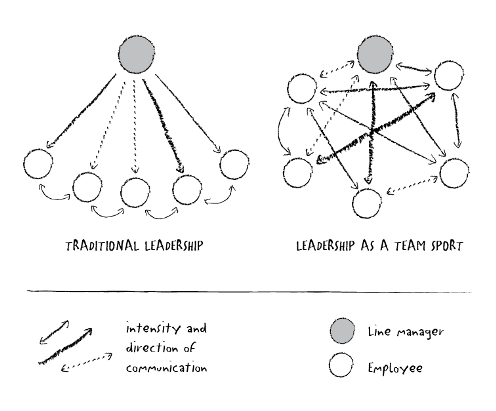 TRADITIONAL LEADERSHIP
LEADERSHIP AS A TEAM SPORT
intensity and
direction of
communication
Line manager
Employee